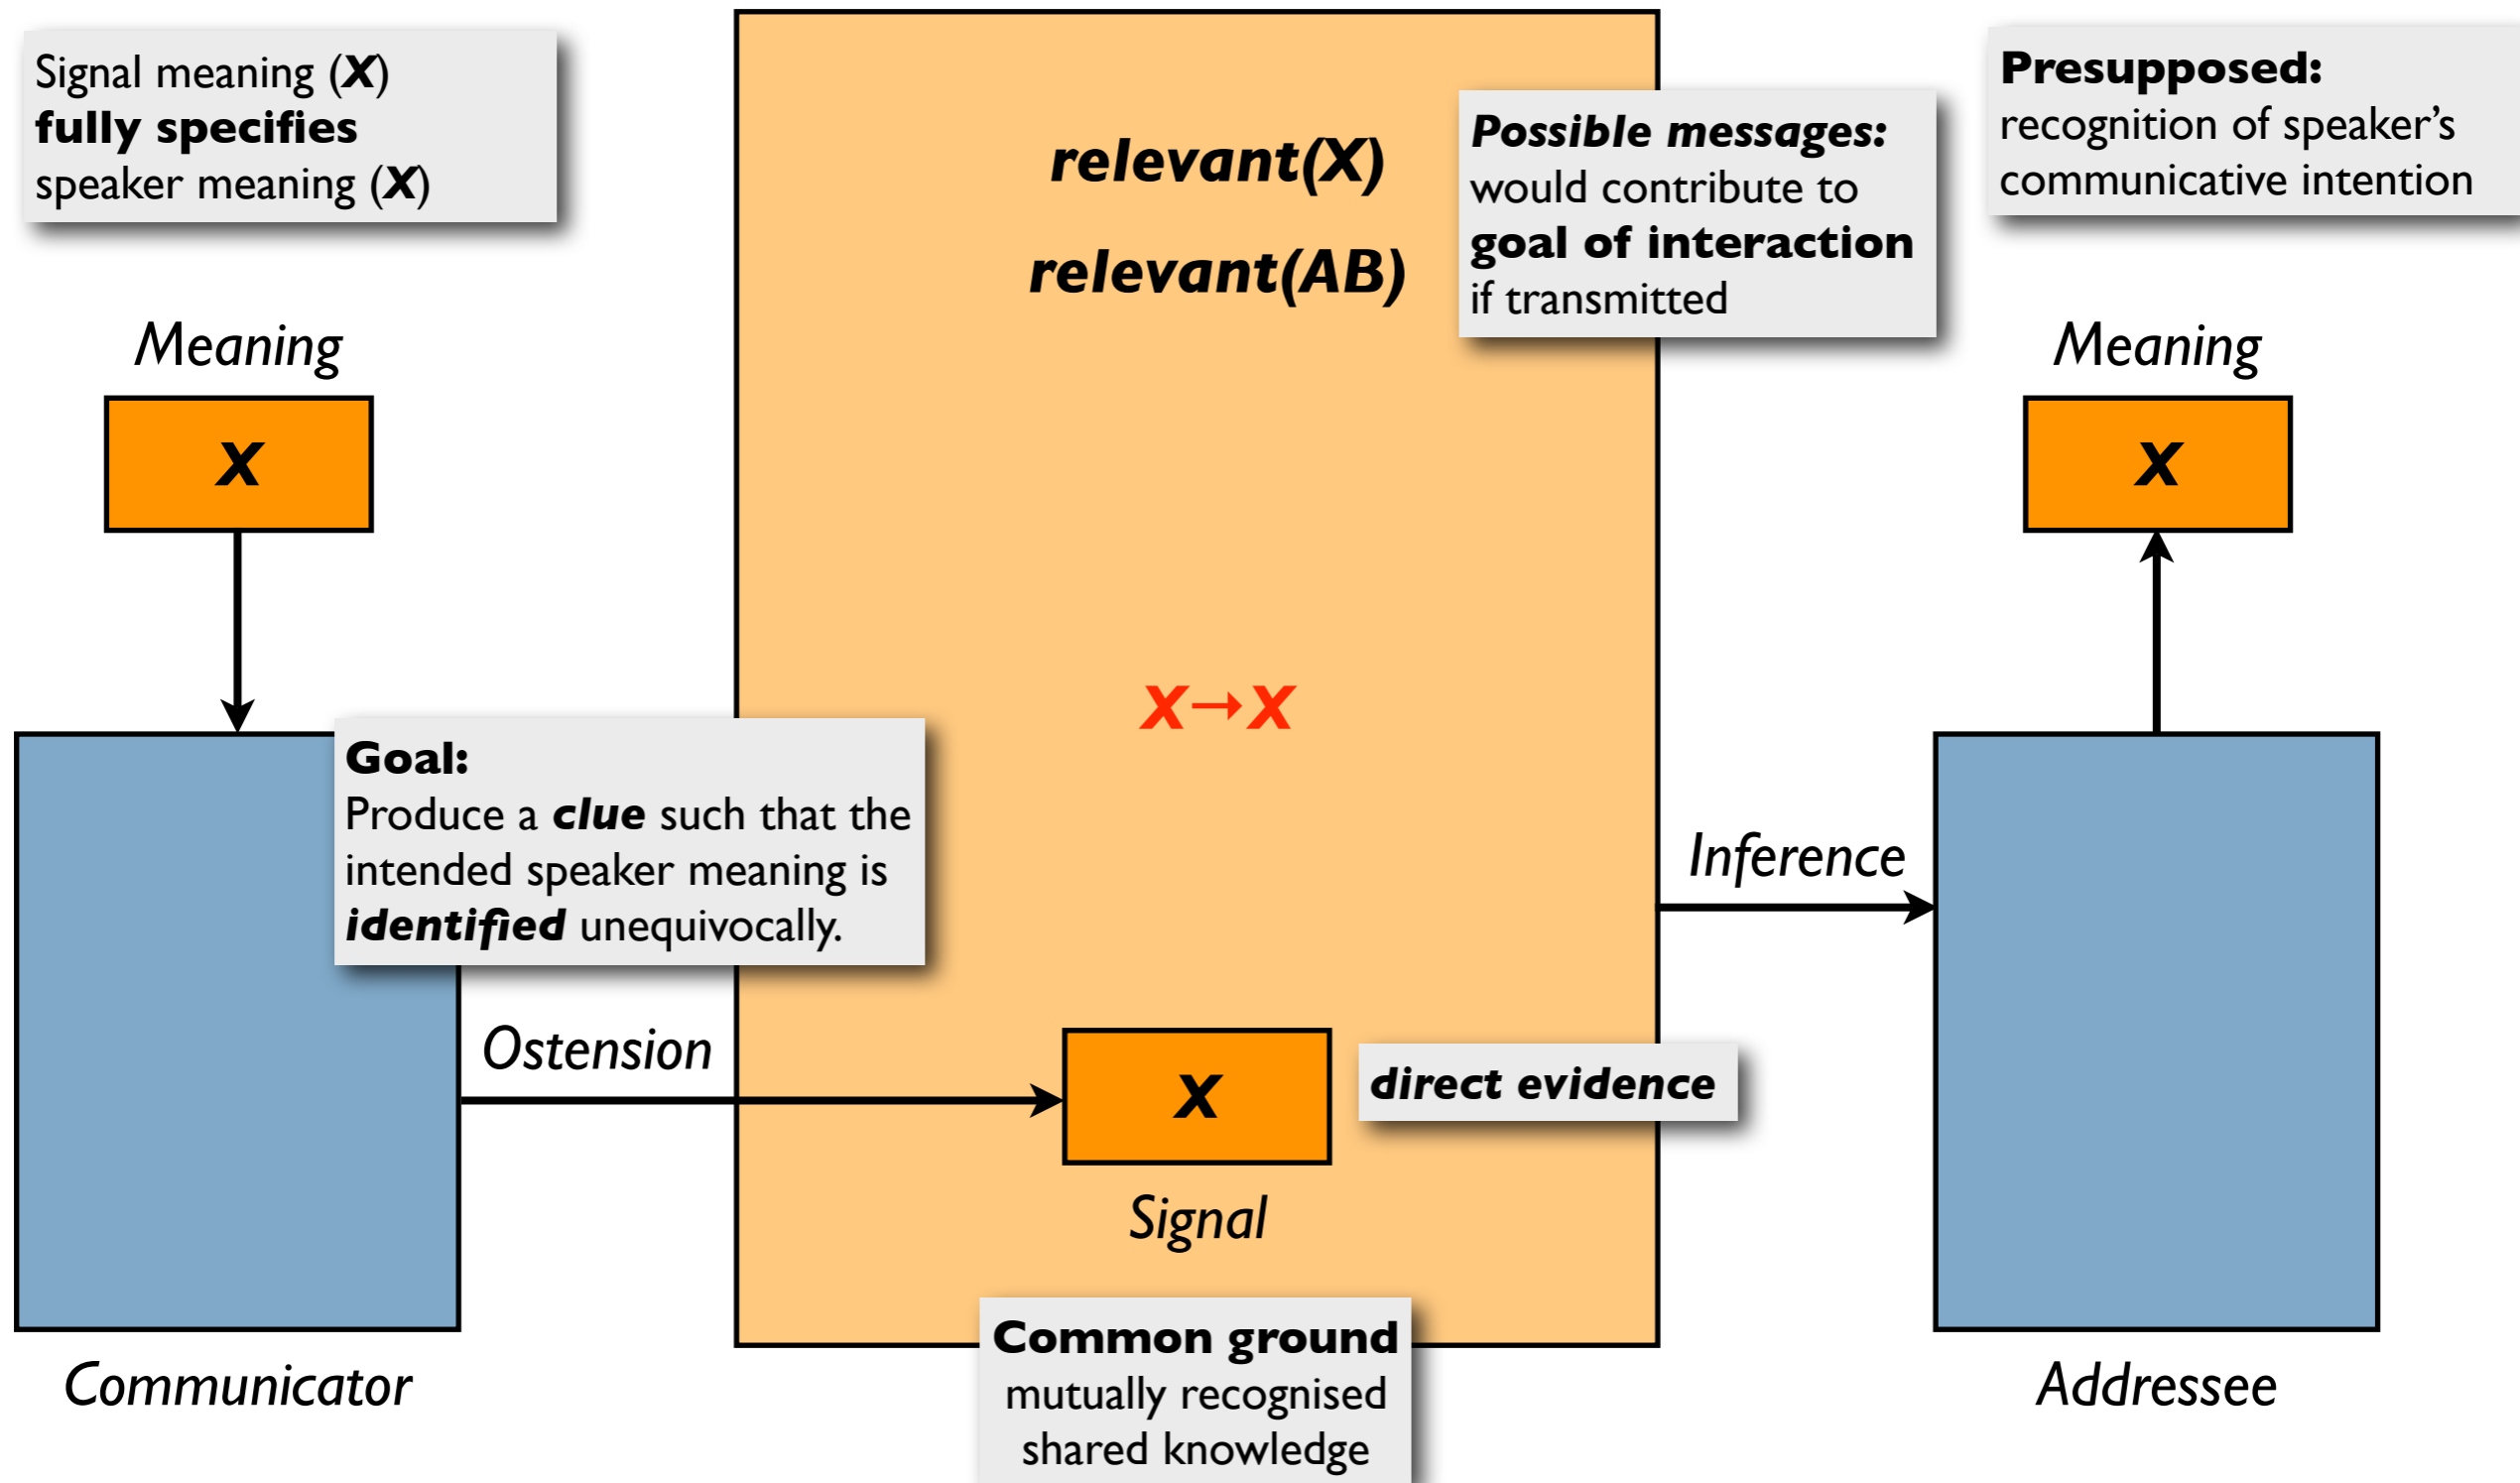 Signal meaning (X)
fully specifies
speaker meaning (X)
relevant(X)
relevant(AB)
Possible messages:
would contribute to
goal of interaction
if transmitted
Presupposed:
recognition of speaker’s
communicative intention
Meaning
X
Meaning
X
X→X
Goal:
Produce a clue such that the
intended speaker meaning is
identified unequivocally.
Inference
Ostension
X
direct evidence
Signal
Common ground
mutually recognised
shared knowledge
Communicator
Addressee